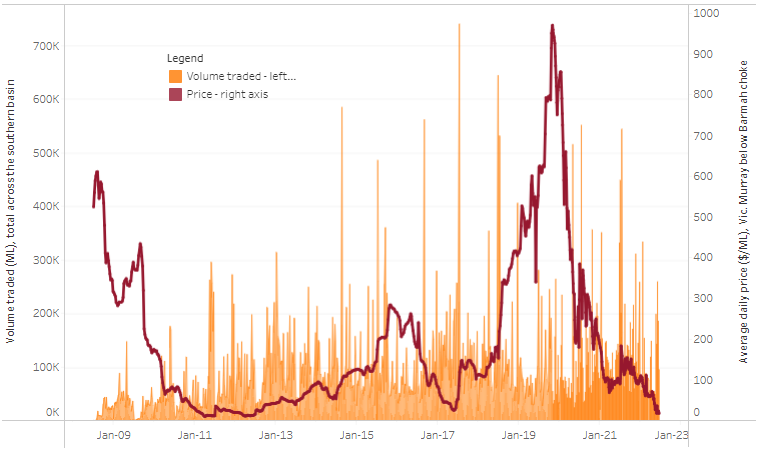 Volume traded (ML), total across the southern basin
700K
600K
500K
400K
300K
200K
100K
0K
Legend
Volume traded - left...
Price - right axis
1000
900
800
700
600
500
400
300
200
100
0
Average daily price ($/ML), Vic. Murray below Barmah choke
Jan-09 Jan-11 Jan-13 Jan-15 Jan-17 Jan-19 Jan-21 Jan-23